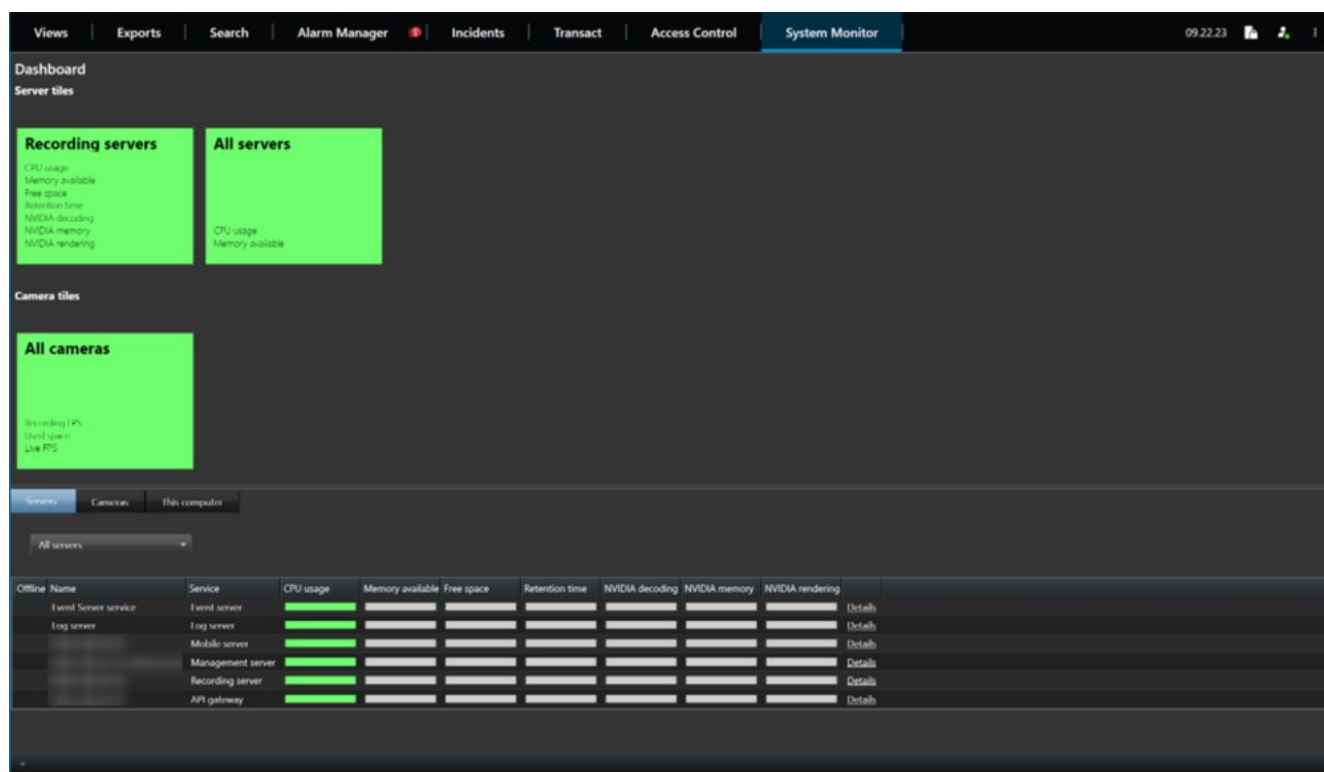 Views Exports Search Alarm Manager Incidents Transact Access Control System Monitor 09.22.23
Dashboard
Server tiles
Recording servers
CPU usage
Memory available
Free space
Retention time
NVIDIA decoding
NVIDIA memory
NVIDIA rendering
All servers
CPU usage
Memory available
Camera tiles
All cameras
Recording FPS
Used space
Live FPS
Servers Cameras This computer
All servers
Offline Name Service CPU usage Memory available Free space Retention time NVIDIA decoding NVIDIA memory NVIDIA rendering
Event Server service Event server Details
Log server Log server Details
Mobile server Details
Management server Details
Recording server Details
API gateway Details